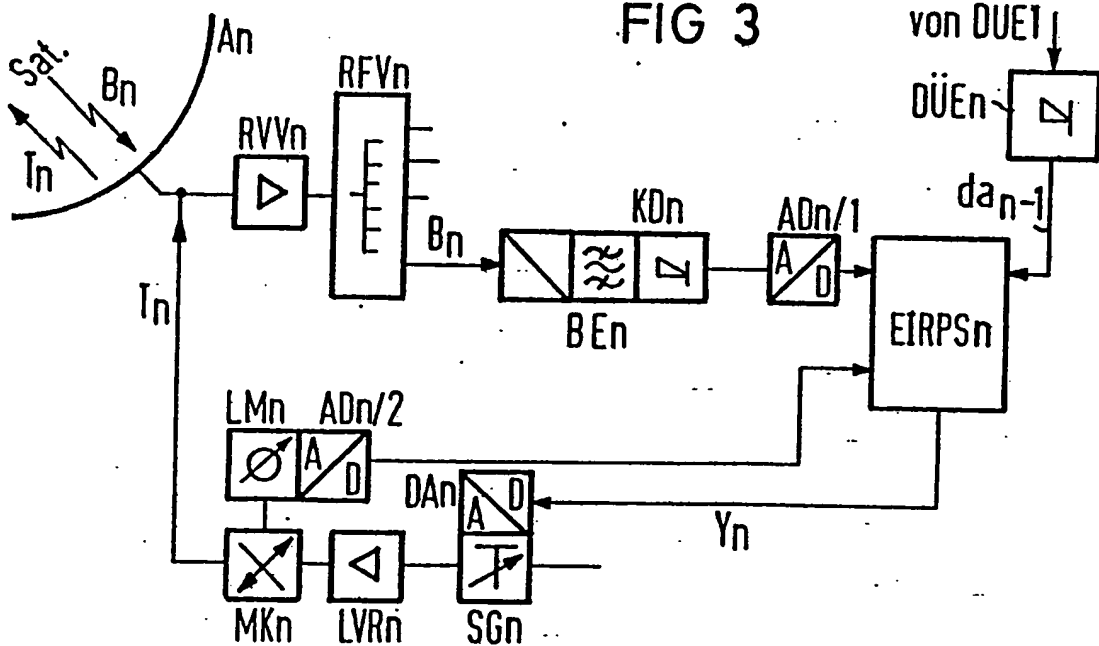 FIG 3
von DUE1
An
Sat.
Bn
Tn
RFVn
RVVn
DÜEn
da n-1
KDn
ADn/1
Bn
A
D
BEn
EIRPSn
Tn
LMn
ADn/2
A
D
DAn
D
A
Yn
MKn
LVRn
SGn